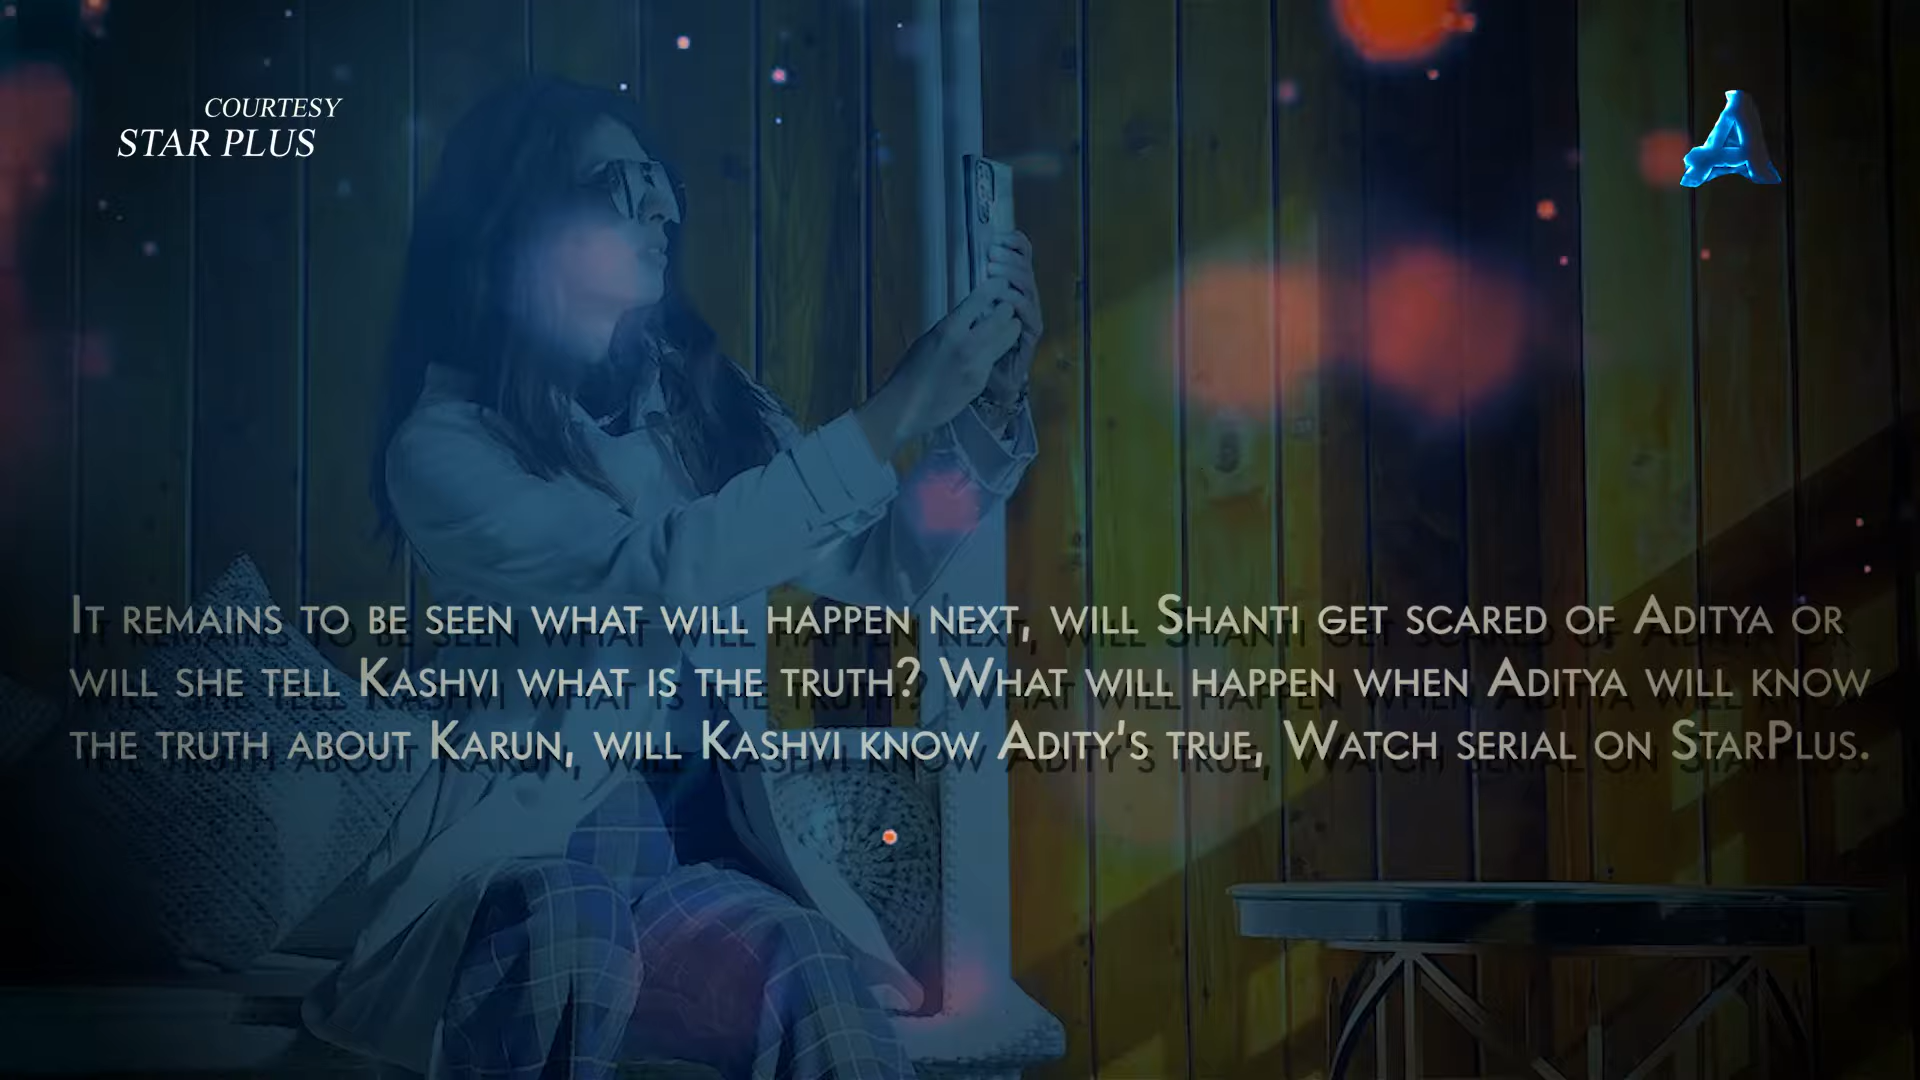 COURTESY
STAR PLUS
A
It remains to be seen what will happen next, will Shanti get scared of Aditya or
will she tell Kashvi what is the truth? What will happen when Aditya will know
the truth about Karun, will Kashvi know Adity's true, Watch serial on StarPlus.